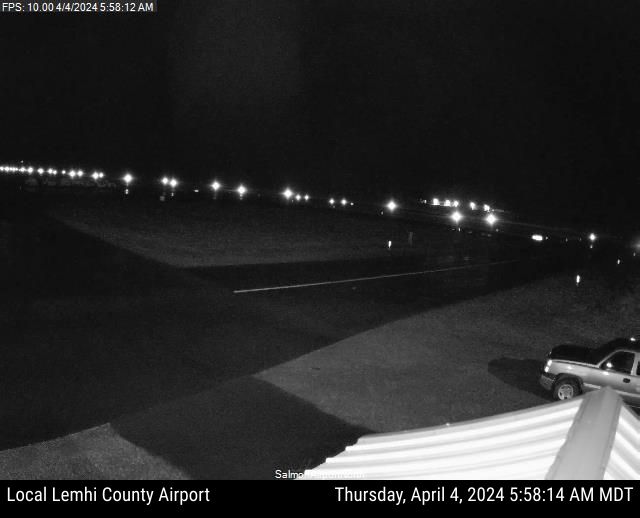 FPS: 10.00 4/4/2024 5:58:12 AM
Salmon
Local Lemhi County Airport
Thursday, April 4, 2024 5:58:14 AM MDT